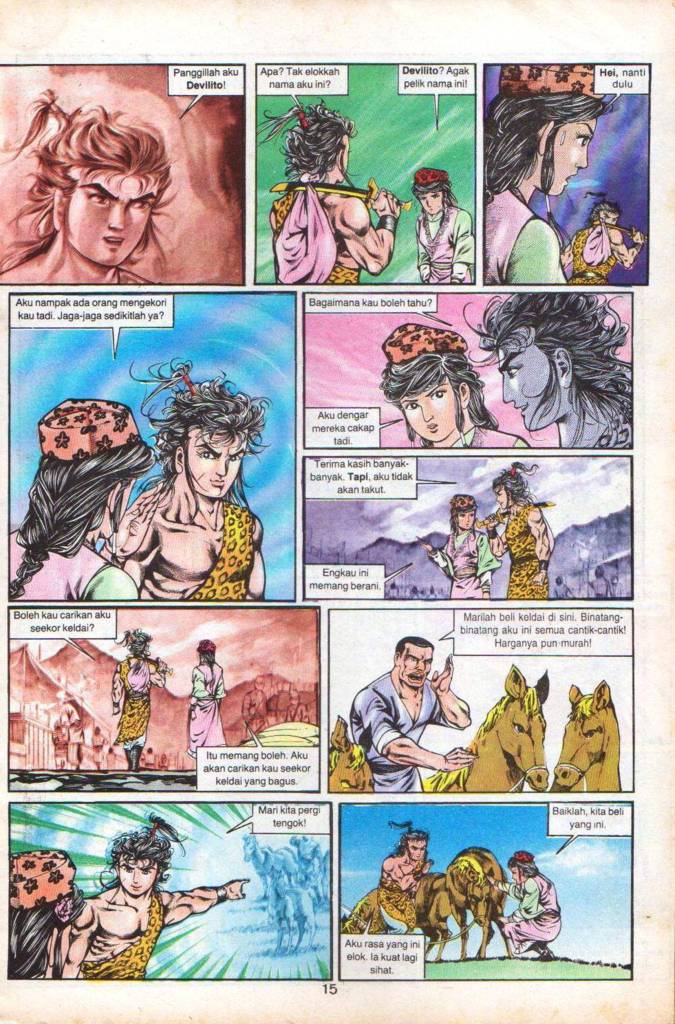 Panggillah aku
Devilito!
Apa? Tak elokkah
nama aku ini?
Devilito? Agak
pelik nama ini!
Hei, nanti
dulu
Aku nampak ada orang mengekori
kau tadi. Jaga-jaga sedikitlah ya?
Bagaimana kau boleh tahu?
Aku dengar
mereka cakap
tadi.
Terima kasih banyak-
banyak. Tapi, aku tidak
akan takut.
Engkau ini
memang berani.
Boleh kau carikan aku
seekor keldai?
Itu memang boleh. Aku
akan carikan kau seekor
keldai yang bagus.
Marilah beli keldai di sini. Binatang-
binatang aku ini semua cantik-cantik!
Harganya pun murah!
Mari kita pergi
tengok!
Baiklah, kita beli
yang ini.
Aku rasa yang ini
elok. Ia kuat lagi
sihat.
15